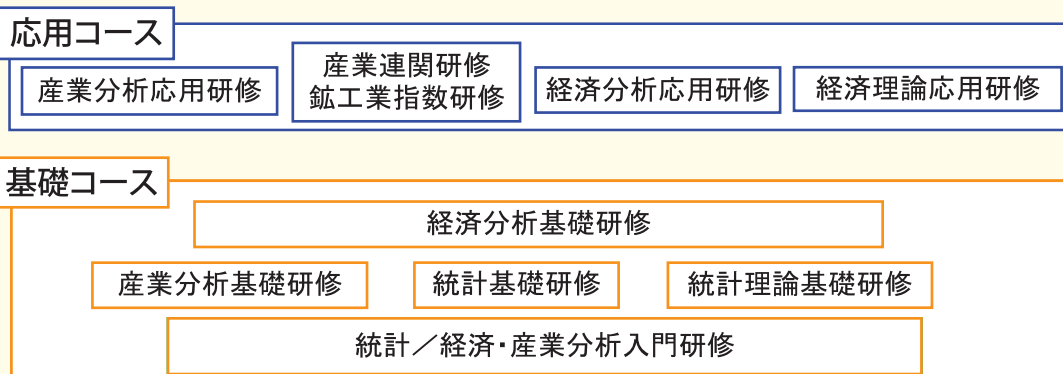 応用コース
産業分析応用研修
産業連関研修
鉱工業指数研修
経済分析応用研修
経済理論応用研修
基礎コース
経済分析基礎研修
産業分析基礎研修
統計基礎研修
統計理論基礎研修
統計／経済・産業分析入門研修